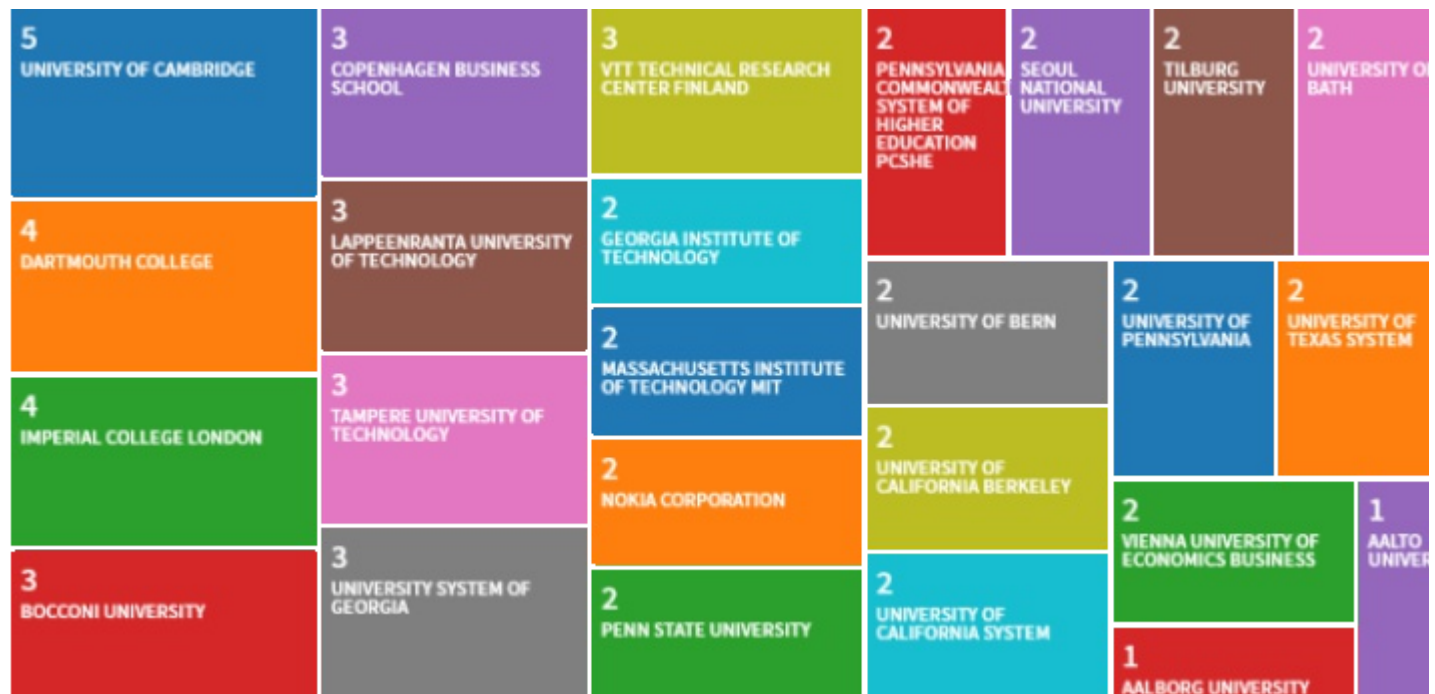 5
UNIVERSITY OF CAMBRIDGE
4
DARTMOUTH COLLEGE
4
IMPERIAL COLLEGE LONDON
3
BOCCONI UNIVERSITY
3
COPENHAGEN BUSINESS
SCHOOL
3
LAPPEENRANTA UNIVERSITY
OF TECHNOLOGY
3
TAMPERE UNIVERSITY OF
TECHNOLOGY
3
UNIVERSITY SYSTEM OF
GEORGIA
3
VTT TECHNICAL RESEARCH
CENTER FINLAND
2
GEORGIA INSTITUTE OF
TECHNOLOGY
2
MASSACHUSETTS INSTITUTE
OF TECHNOLOGY MIT
2
NOKIA CORPORATION
2
PENN STATE UNIVERSITY
2
PENNSYLVANIA
COMMONWEALT
SYSTEM OF
HIGHER
EDUCATION
PCSHE
2
SEOUL
NATIONAL
UNIVERSITY
2
TILBURG
UNIVERSITY
2
UNIVERSITY OF
BATH
2
UNIVERSITY OF BERN
2
UNIVERSITY OF
CALIFORNIA BERKELEY
2
UNIVERSITY OF
CALIFORNIA SYSTEM
2
UNIVERSITY OF
PENNSYLVANIA
2
UNIVERSITY OF
TEXAS SYSTEM
2
VIENNA UNIVERSITY OF
ECONOMICS BUSINESS
1
AALBORG UNIVERSITY
1
AALTO
UNIVER